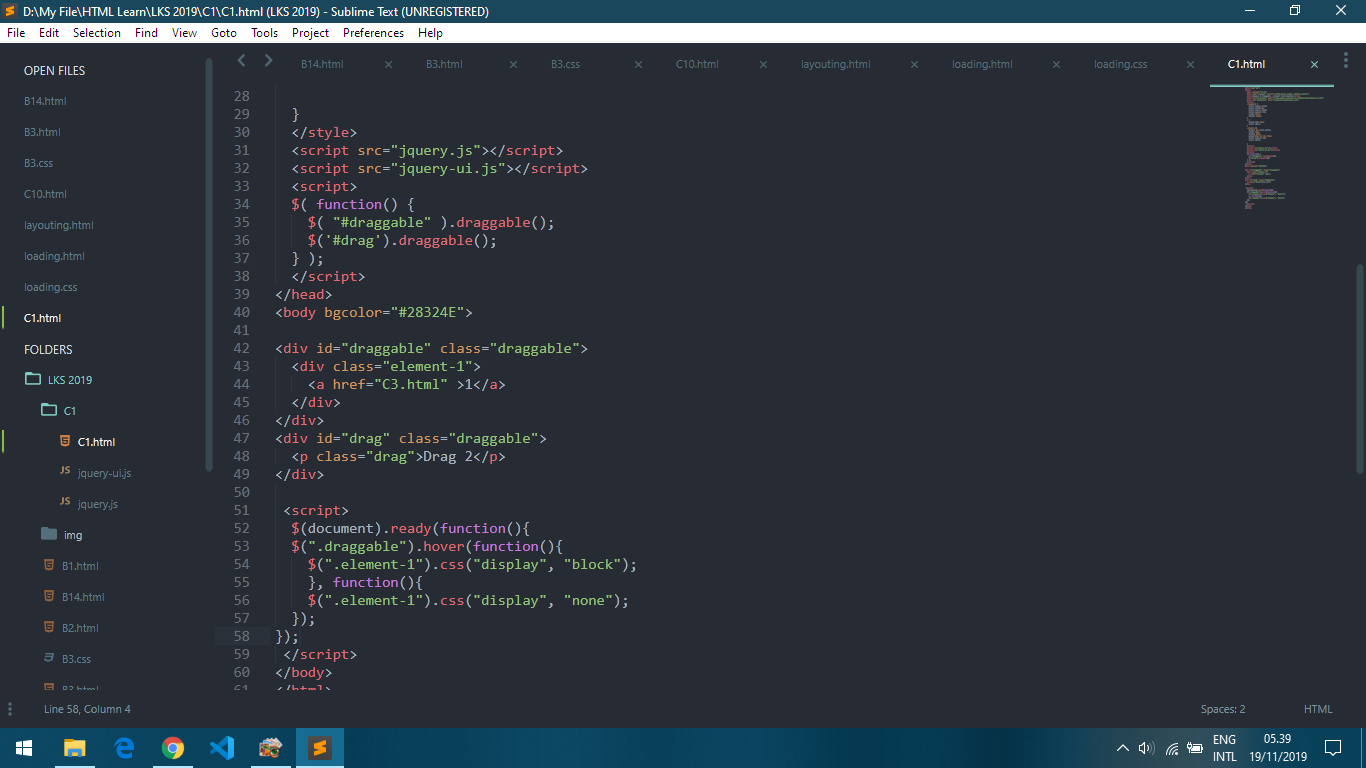 D:\My File\HTML Learn\LKS 2019\C1\C1.html (LKS 2019) - Sublime Text (UNREGISTERED)
File Edit Selection Find View Goto Tools Project Preferences Help
OPEN FILES
B14.html
B3.html
B3.css
C10.html
layouting.html
loading.html
loading.css
C1.html
FOLDERS
LKS 2019
C1
C1.html
JS jquery-ui.js
JS jquery.js
img
B1.html
B14.html
B2.html
B3.css
B3.html
B14.html B3.html B3.css C10.html layouting.html loading.html loading.css C1.html
28
29 }
30 </style>
31 <script src="jquery.js"></script>
32 <script src="jquery-ui.js"></script>
33 <script>
34 $( function() {
35 $( "#draggable" ).draggable();
36 $('#drag').draggable();
37 } );
38 </script>
39 </head>
40 <body bgcolor="#28324E">
41
42 <div id="draggable" class="draggable">
43 <div class="element-1">
44 <a href="C3.html" >1</a>
45 </div>
46 </div>
47 <div id="drag" class="draggable">
48 <p class="drag">Drag 2</p>
49 </div>
50
51 <script>
52 $(document).ready(function(){
53 $(".draggable").hover(function(){
54 $(".element-1").css("display", "block");
55 }, function(){
56 $(".element-1").css("display", "none");
57 });
58 });
59 </script>
60 </body>
61 </html>
Line 58, Column 4
Spaces: 2 HTML
ENG
INTL
05.39
19/11/2019